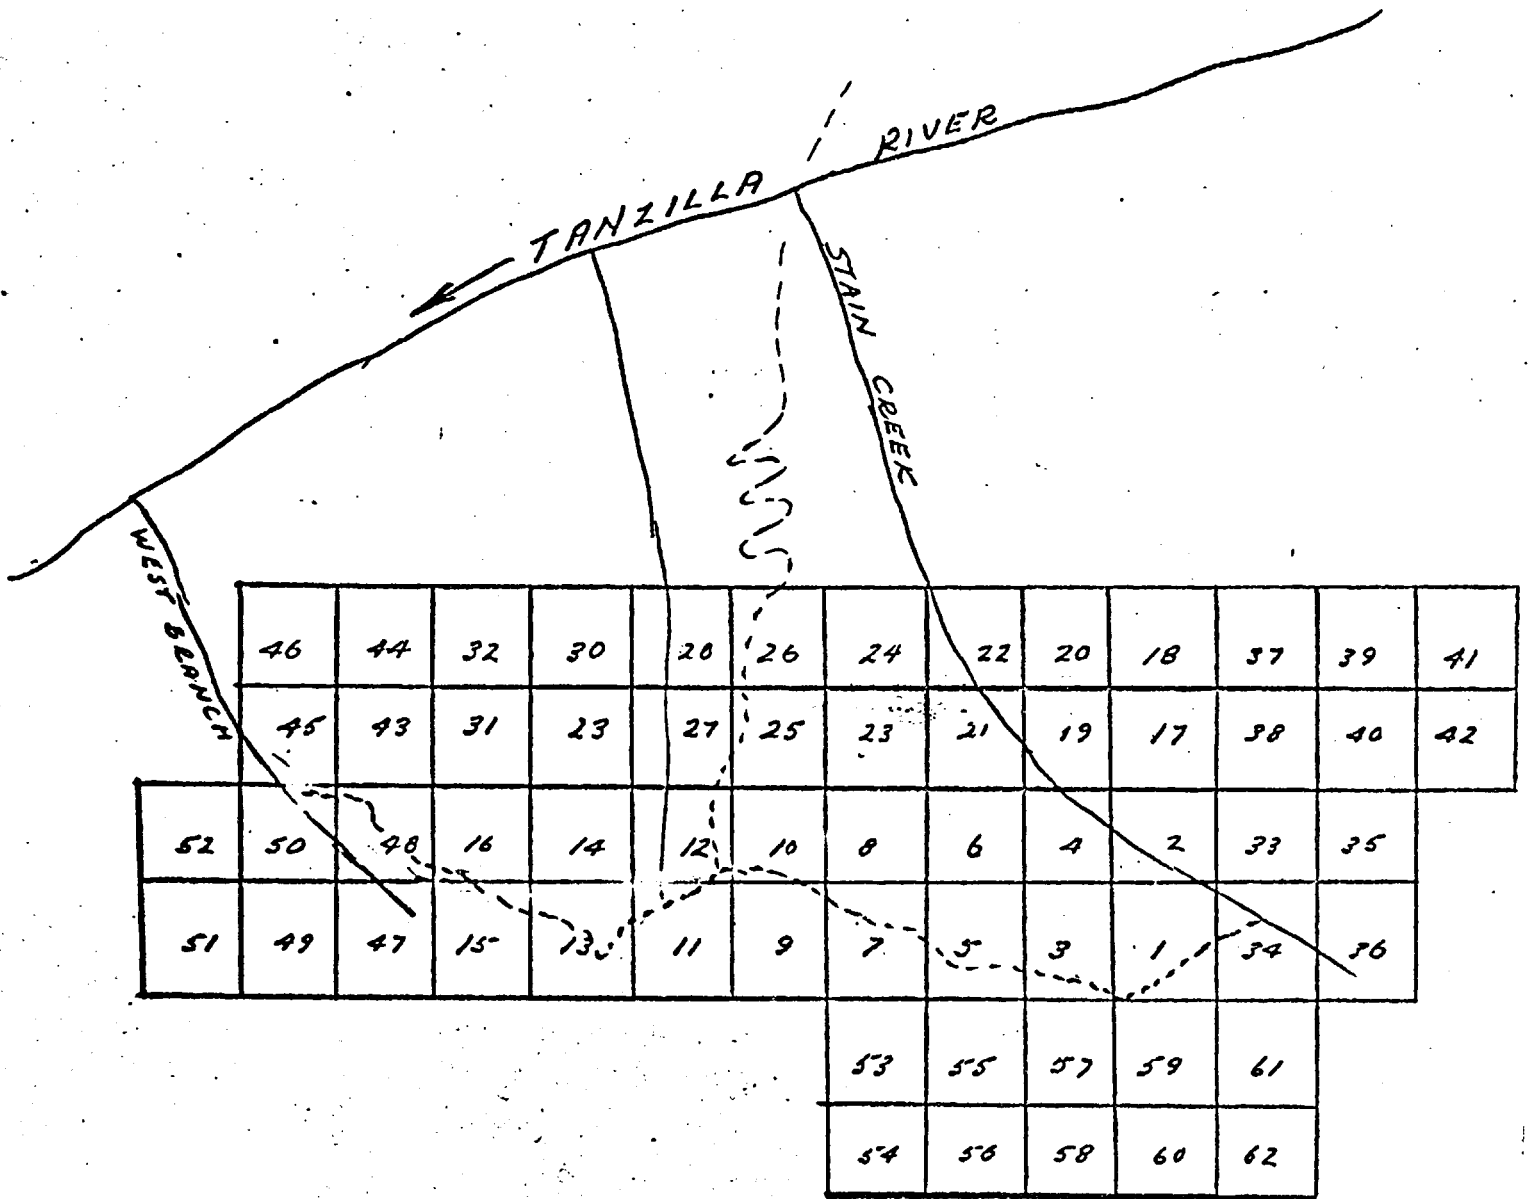 TANZILLA RIVER
STAIN CREEK
WEST BRANCH
46 44 32 30 28 26 24 22 20 18 37 39 41
45 43 31 23 27 25 23 21 19 17 38 40 42
52 50 48 16 14 12 10 8 6 4 2 33 35
51 49 47 15 13 11 9 7 5 3 1 34 36
53 55 57 59 61
54 56 58 60 62